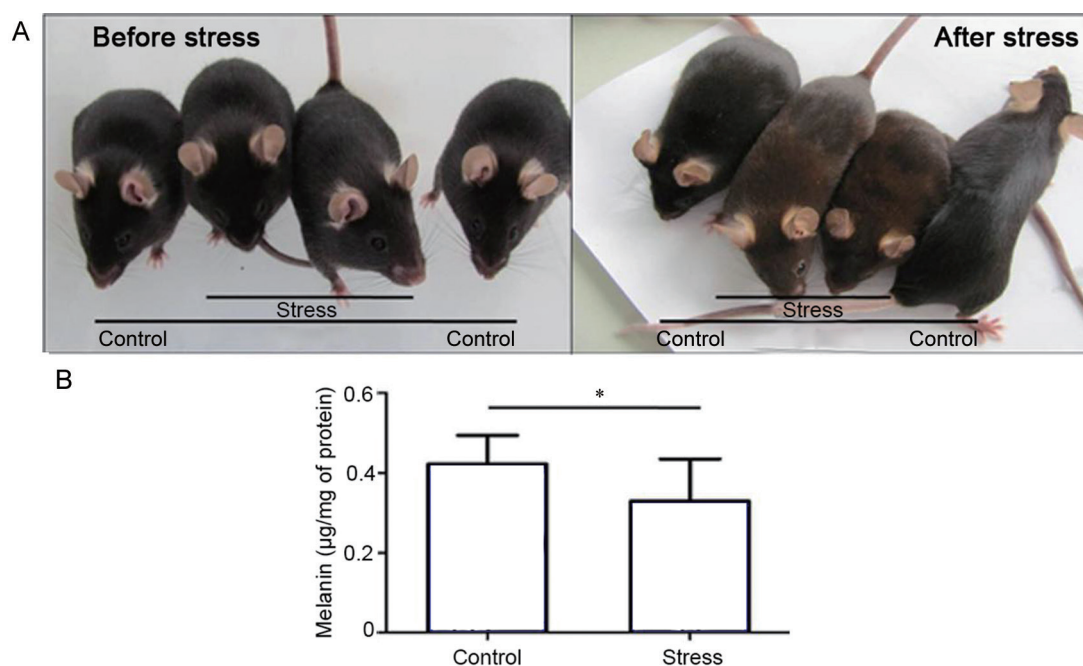 A
Before stress
After stress
Stress
Control
Control
Stress
Control
Control
B
*
Melanin (µg/mg of protein)
0.6
0.4
0.2
0
Control
Stress